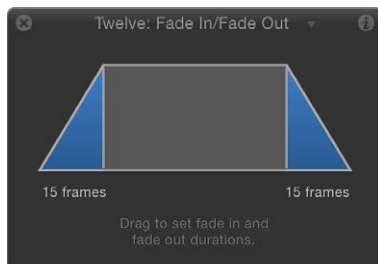 Twelve: Fade In/Fade Out
15 frames 15 frames
Drag to set fade in and
fade out durations.